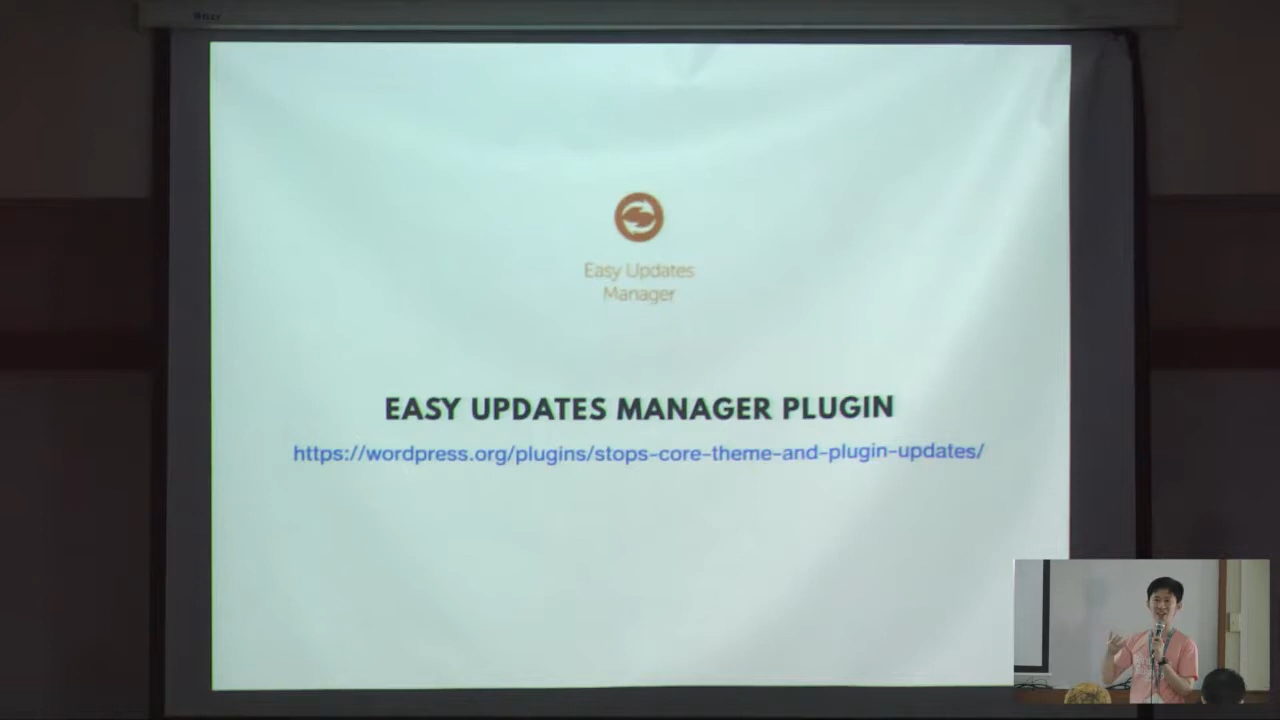 Easy Updates
Manager
EASY UPDATES MANAGER PLUGIN
https://wordpress.org/plugins/stops-core-theme-and-plugin-updates/